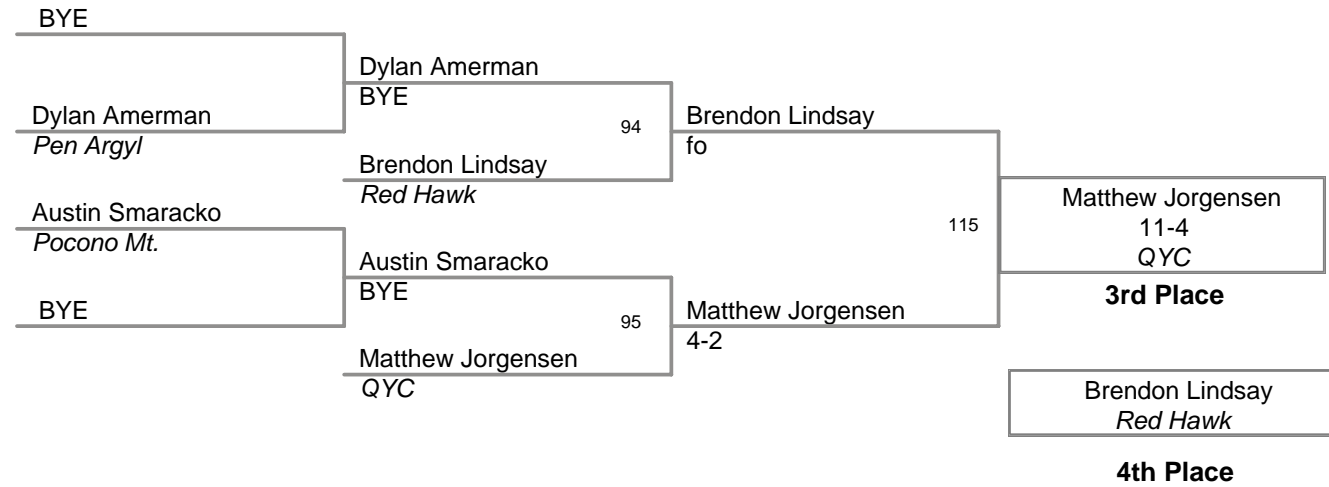 BYE
Dylan Amerman
Pen Argyl
Austin Smaracko
Pocono Mt.
BYE
Dylan Amerman
BYE
94
Brendon Lindsay
Red Hawk
Austin Smaracko
BYE
95
Matthew Jorgensen
QYC
Brendon Lindsay
fo
115
Matthew Jorgensen
4-2
Matthew Jorgensen
11-4
QYC
3rd Place
Brendon Lindsay
Red Hawk
4th Place